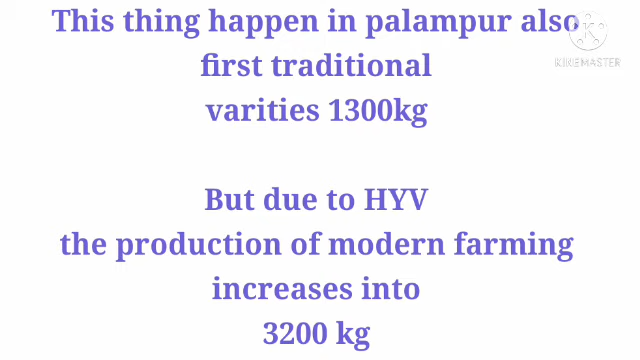 This thing happen in palampur also
first traditional
varities 1300kg
But due to HYV
the production of modern farming
increases into
3200 kg
KINEMASTER